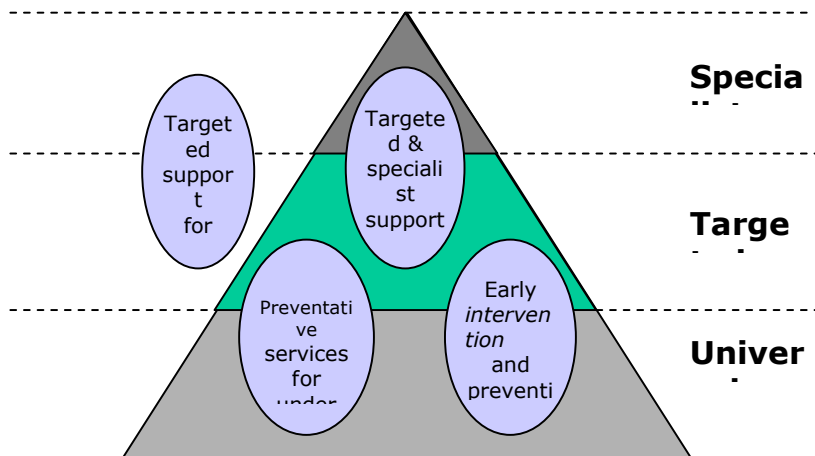 Specia
Target
ed
suppor
t
for
Targete
d &
speciali
st
support
Targe
Preventati
ve
services
for
under
Early
interven
tion
and
preventi
Univer